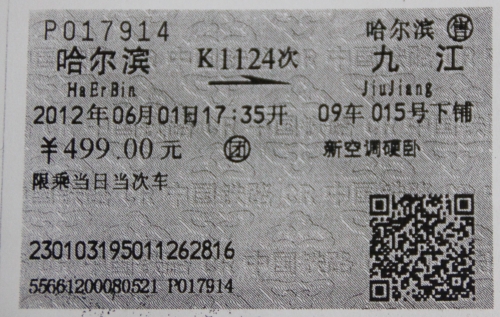 P017914 哈尔滨 售
哈尔滨 K1124次 九江
HaErBin JiuJiang
2012年06月01日17:35开 09车 015号下铺
￥499.00元 团 新空调硬卧
限乘当日当次车
230103195011262816
55661200080521 P017914